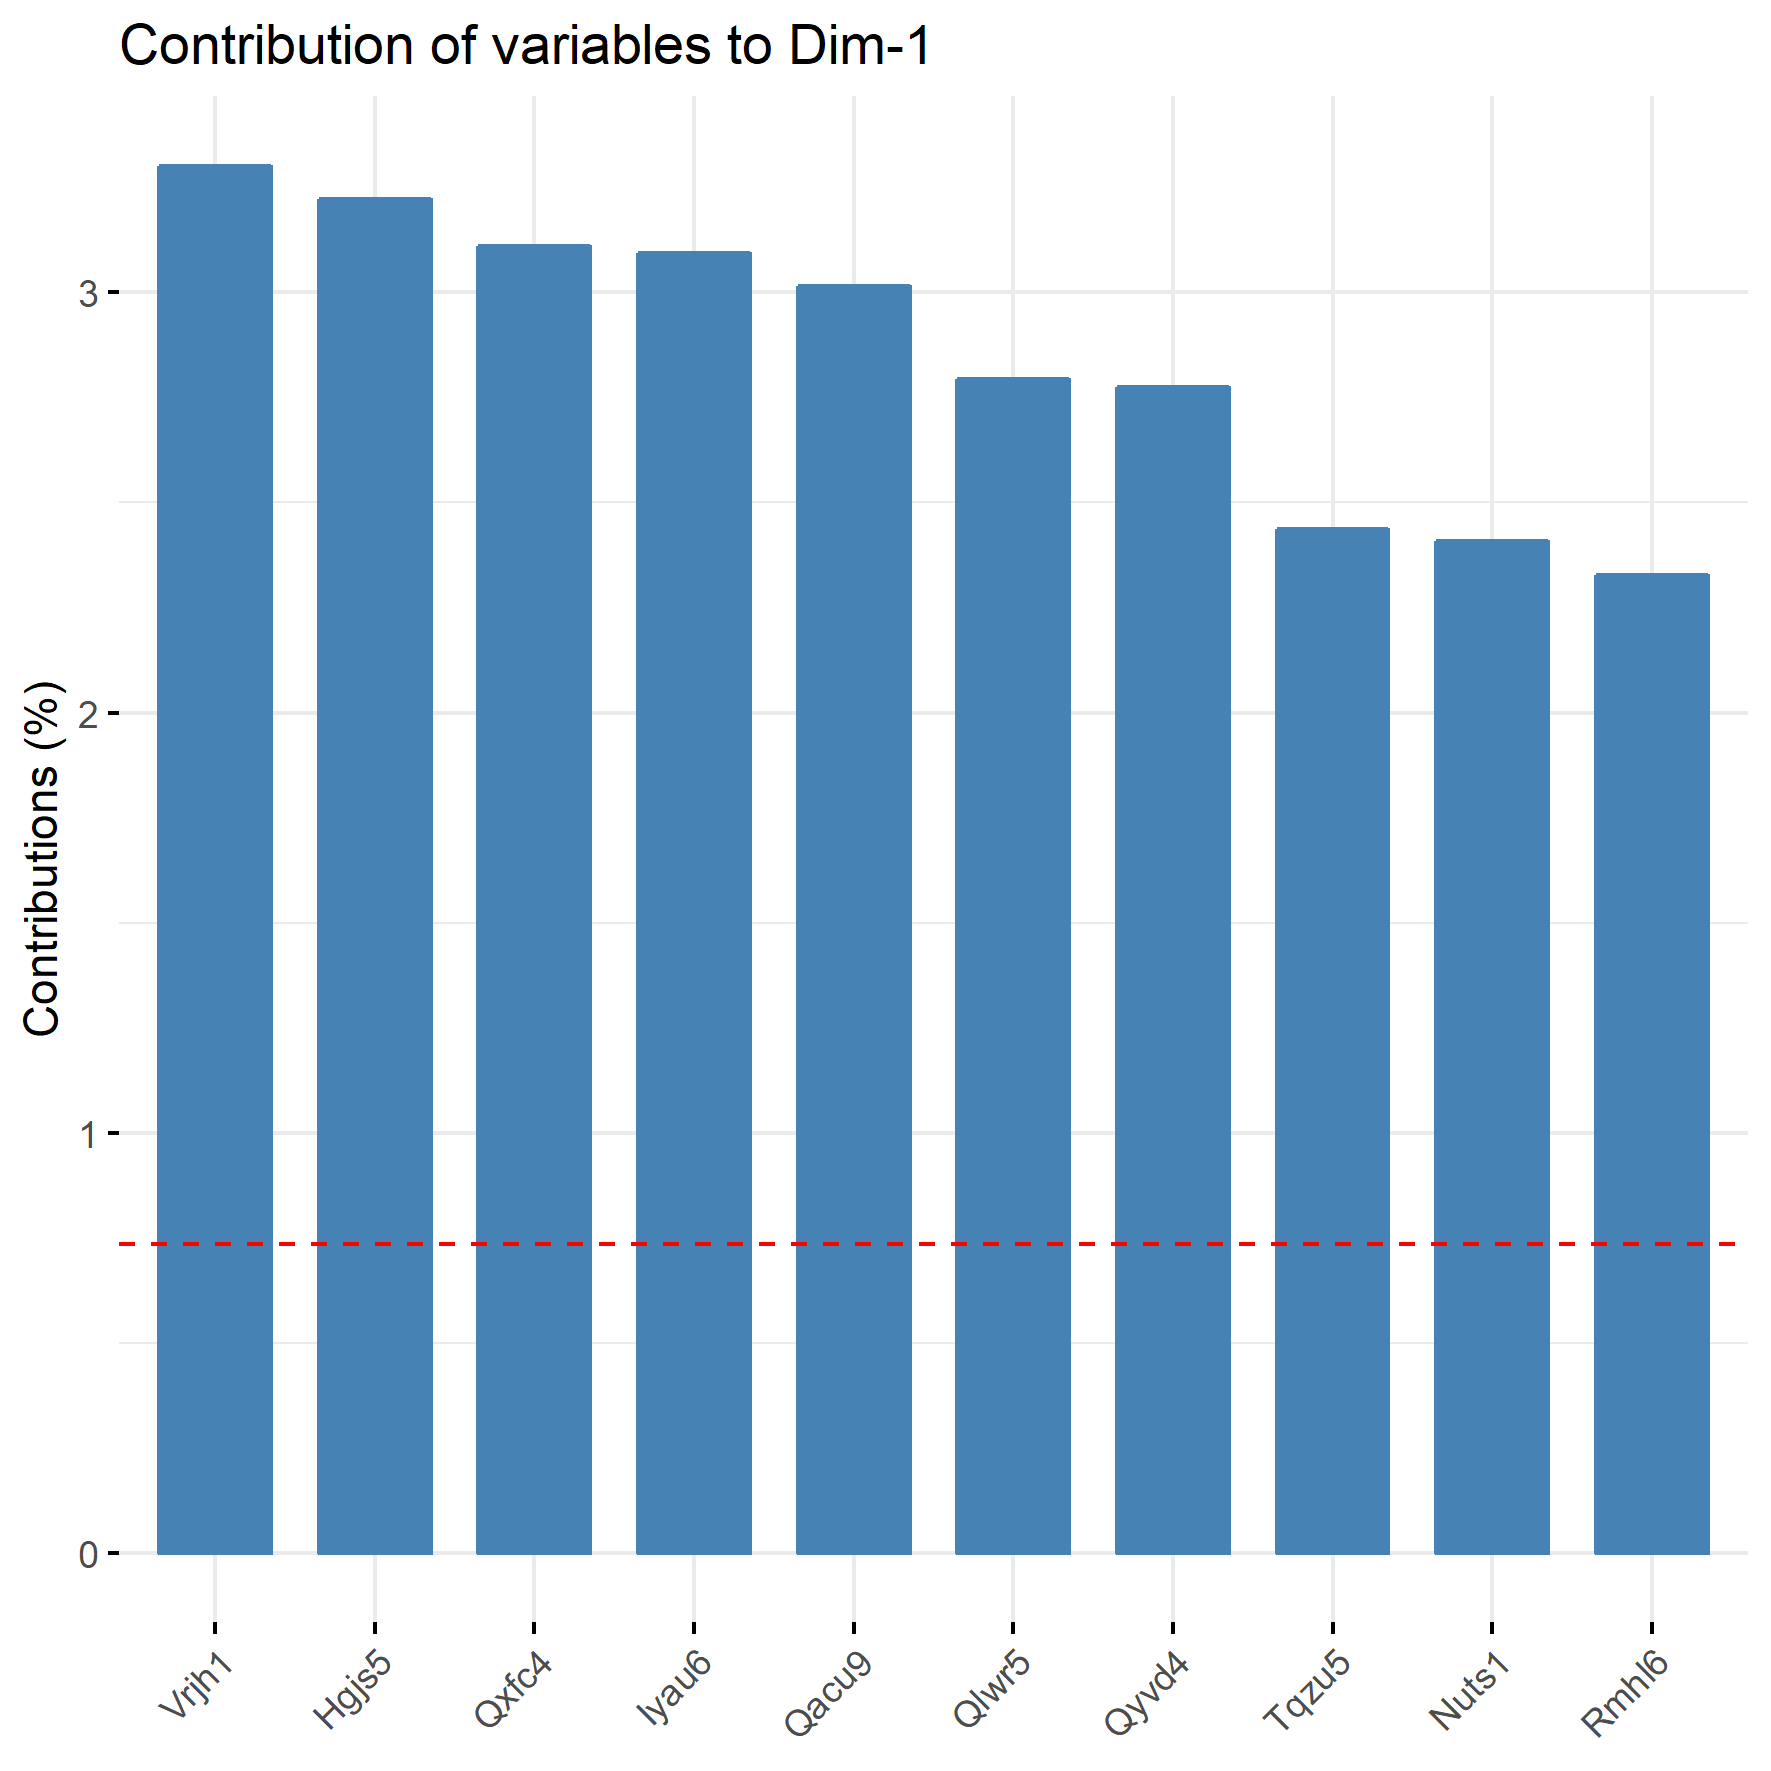 Contribution of variables to Dim-1
Contributions (%)
3
2
1
0
Vrjh1
Hgjs5
Qxfc4
Iyau6
Qacu9
Qlwr5
Qyvd4
Tqzu5
Nuts1
Rmhl6